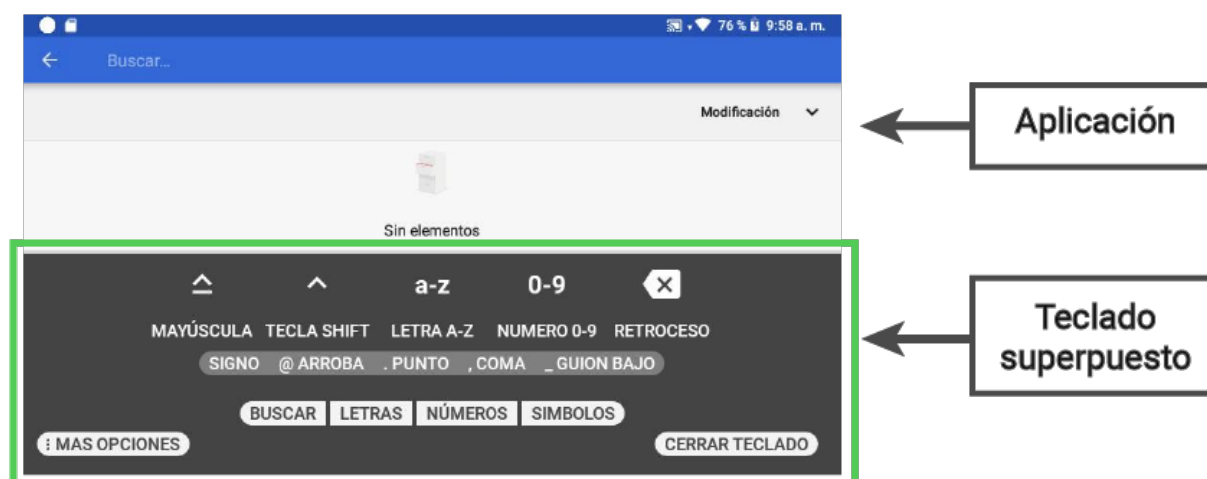 76 % 9:58 a. m.
Buscar...
Modificación
Aplicación
Sin elementos
a-z 0-9
MAYÚSCULA TECLA SHIFT LETRA A-Z NUMERO 0-9 RETROCESO
SIGNO @ ARROBA . PUNTO , COMA _ GUION BAJO
BUSCAR LETRAS NÚMEROS SIMBOLOS
MAS OPCIONES CERRAR TECLADO
Teclado
superpuesto